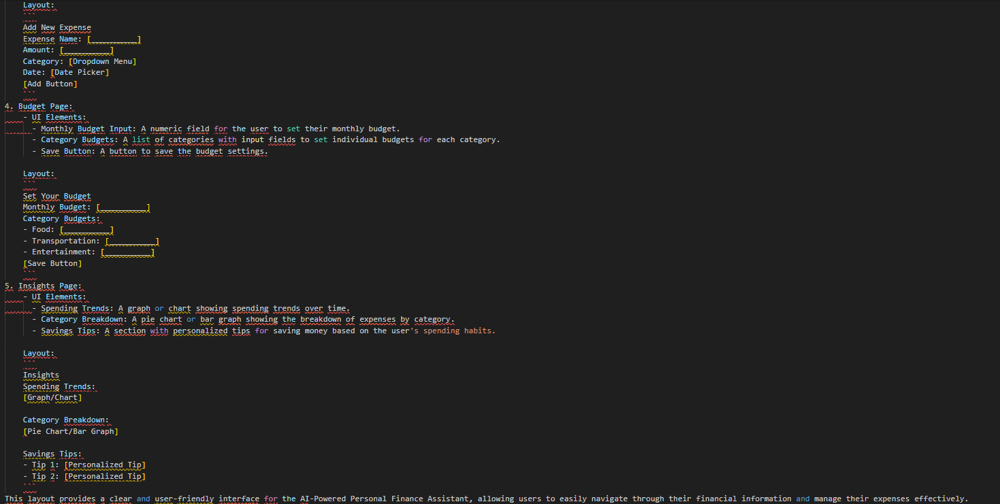 Layout:
```
Add New Expense
Expense Name: [__________]
Amount: [__________]
Category: [Dropdown Menu]
Date: [Date Picker]
[Add Button]
```
4. Budget Page:
- UI Elements:
- Monthly Budget Input: A numeric field for the user to set their monthly budget.
- Category Budgets: A list of categories with input fields to set individual budgets for each category.
- Save Button: A button to save the budget settings.
Layout:
```
Set Your Budget
Monthly Budget: [__________]
Category Budgets:
- Food: [__________]
- Transportation: [__________]
- Entertainment: [__________]
[Save Button]
```
5. Insights Page:
- UI Elements:
- Spending Trends: A graph or chart showing spending trends over time.
- Category Breakdown: A pie chart or bar graph showing the breakdown of expenses by category.
- Savings Tips: A section with personalized tips for saving money based on the user's spending habits.
Layout:
```
Insights
Spending Trends:
[Graph/Chart]
Category Breakdown:
[Pie Chart/Bar Graph]
Savings Tips:
- Tip 1: [Personalized Tip]
- Tip 2: [Personalized Tip]
```
This layout provides a clear and user-friendly interface for the AI-Powered Personal Finance Assistant, allowing users to easily navigate through their financial information and manage their expenses effectively.